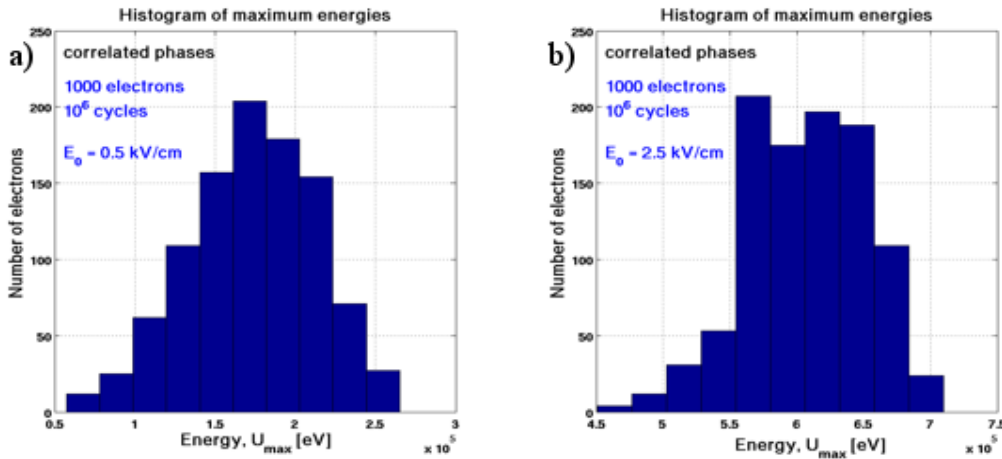 Histogram of maximum energies
a)
correlated phases
1000 electrons
10^6 cycles
E_0 = 0.5 kV/cm
Number of electrons
250
200
150
100
50
0
0.5 1 1.5 2 2.5 3
Energy, U_max [eV]
× 10^5
Histogram of maximum energies
b)
correlated phases
1000 electrons
10^6 cycles
E_0 = 2.5 kV/cm
Number of electrons
250
200
150
100
50
0
4.5 5 5.5 6 6.5 7 7.5
Energy, U_max [eV]
× 10^5